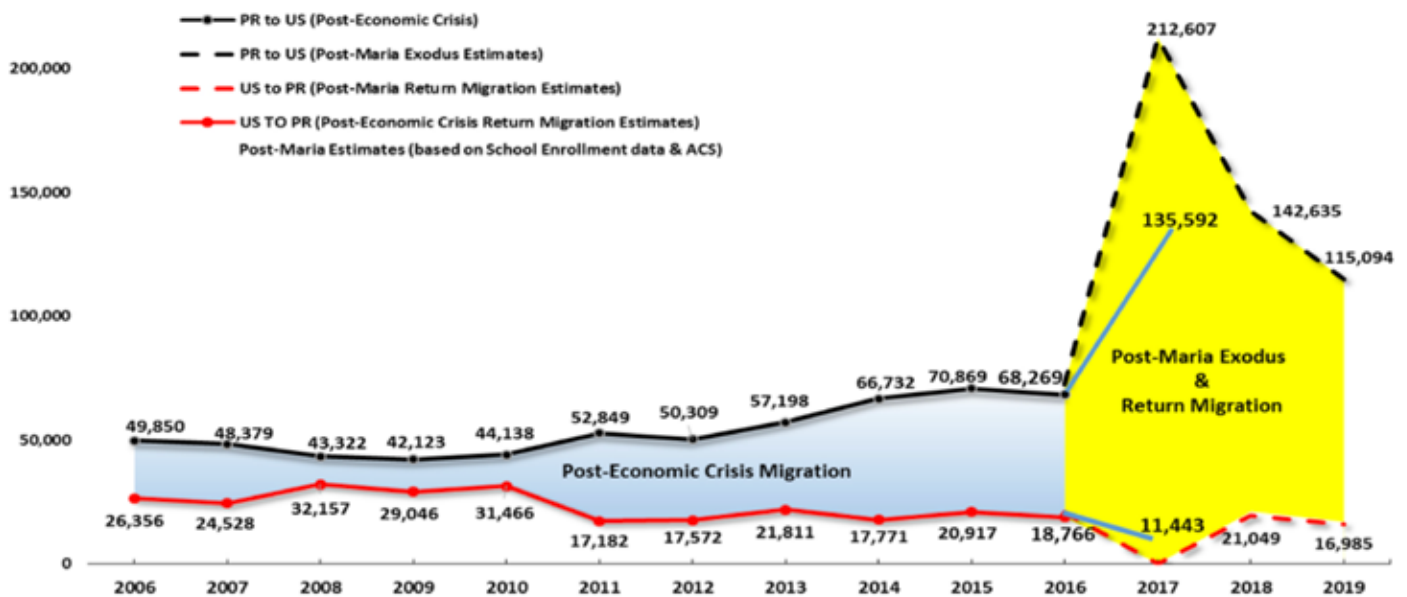 PR to US (Post-Economic Crisis)
PR to US (Post-Maria Exodus Estimates)
US to PR (Post-Maria Return Migration Estimates)
US TO PR (Post-Economic Crisis Return Migration Estimates)
Post-Maria Estimates (based on School Enrollment data & ACS)
212,607
200,000
150,000
142,635
135,592
115,094
100,000
Post-Maria Exodus
&
Return Migration
49,850 48,379 43,322 42,123 44,138 52,849 50,309 57,198 66,732 70,869 68,269
50,000
Post-Economic Crisis Migration
26,356 24,528 32,157 29,046 31,466 17,182 17,572 21,811 17,771 20,917 18,766 11,443 21,049 16,985
0
2006 2007 2008 2009 2010 2011 2012 2013 2014 2015 2016 2017 2018 2019